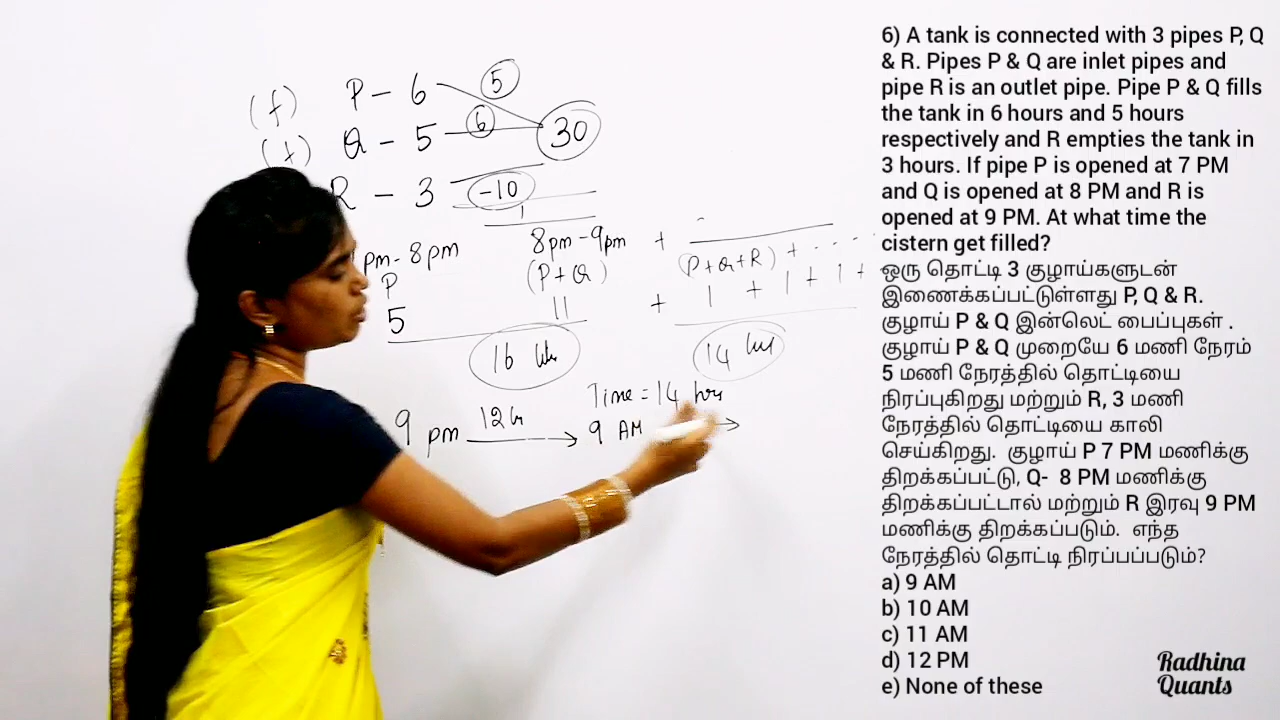 (f) P - 6 5
(+) Q - 5 6 30
R - 3 -10
1
pm - 8pm 8pm - 9pm +
P (P+Q) (P+Q+R) + ....
5 11 + 1 + 1 + 1 +
16 14
Time = 14 hrs
9 pm 12 9 AM
6) A tank is connected with 3 pipes P, Q
& R. Pipes P & Q are inlet pipes and
pipe R is an outlet pipe. Pipe P & Q fills
the tank in 6 hours and 5 hours
respectively and R empties the tank in
3 hours. If pipe P is opened at 7 PM
and Q is opened at 8 PM and R is
opened at 9 PM. At what time the
cistern get filled?
ஒரு தொட்டி 3 குழாய்களுடன்
இணைக்கப்பட்டுள்ளது P, Q & R.
குழாய் P & Q இன்லெட் பைப்புகள் .
குழாய் P & Q முறையே 6 மணி நேரம்
5 மணி நேரத்தில் தொட்டியை
நிரப்புகிறது மற்றும் R, 3 மணி
நேரத்தில் தொட்டியை காலி
செய்கிறது. குழாய் P 7 PM மணிக்கு
திறக்கப்பட்டு, Q- 8 PM மணிக்கு
திறக்கப்பட்டால் மற்றும் R இரவு 9 PM
மணிக்கு திறக்கப்படும். எந்த
நேரத்தில் தொட்டி நிரப்பப்படும்?
a) 9 AM
b) 10 AM
c) 11 AM
d) 12 PM
e) None of these
Radhina
Quants